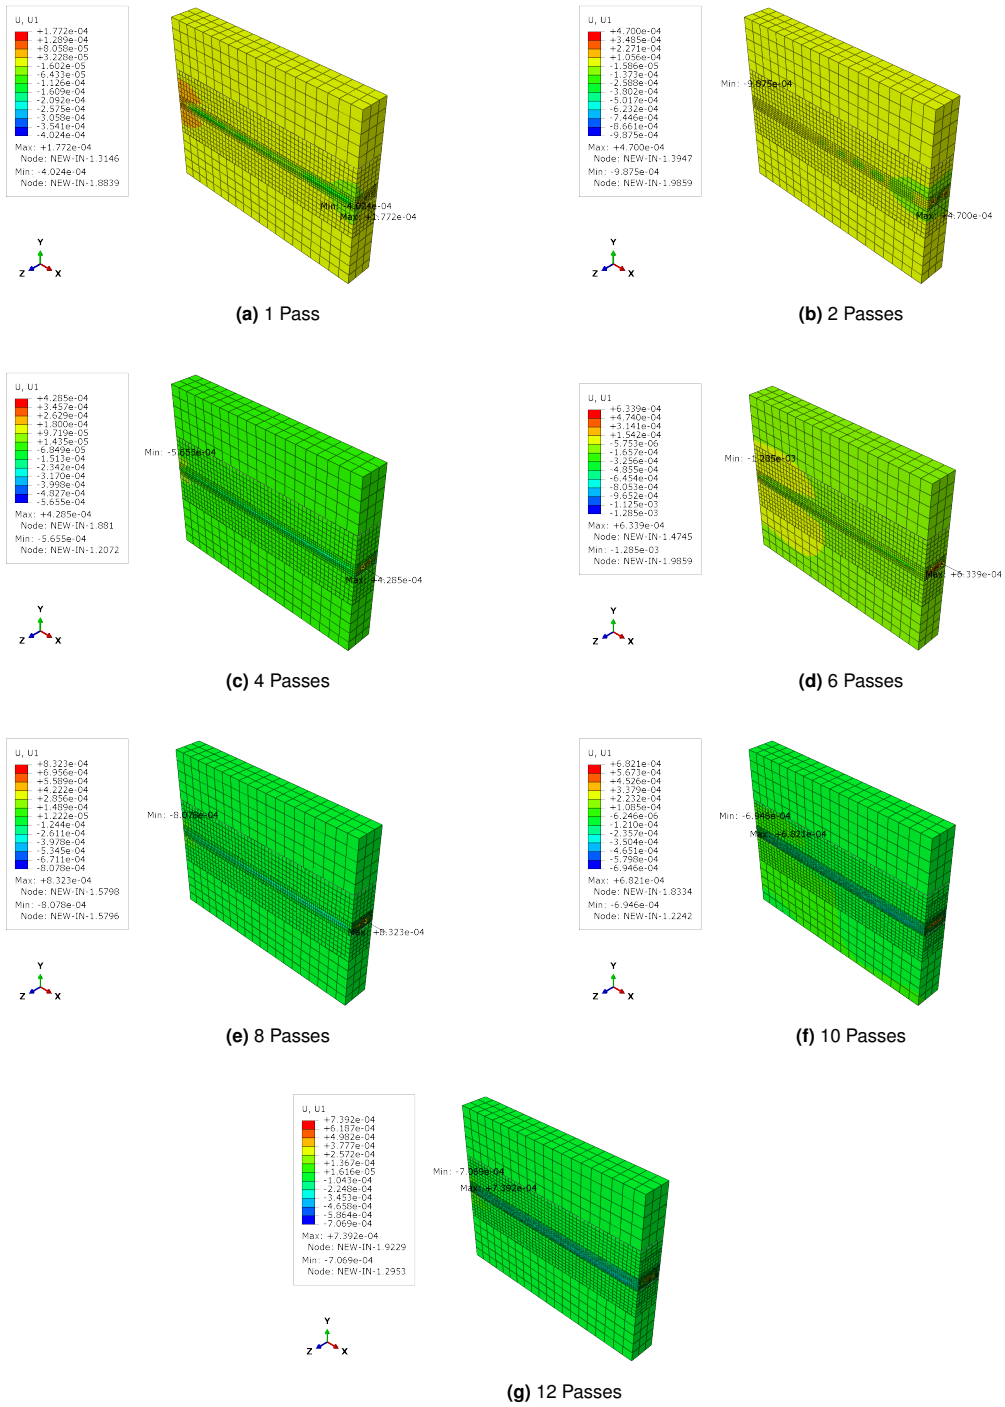 U, U1
+1.772e-04
+1.289e-04
+8.058e-05
+3.228e-05
-1.602e-05
-6.433e-05
-1.126e-04
-1.609e-04
-2.092e-04
-2.575e-04
-3.058e-04
-3.541e-04
-4.024e-04
Max: +1.772e-04
Node: NEW-IN-1.3146
Min: -4.024e-04
Node: NEW-IN-1.8839
Min: -4.024e-04
Max: +1.772e-04
Y
Z X
(a) 1 Pass
U, U1
+4.700e-04
+3.485e-04
+2.271e-04
+1.056e-04
-1.586e-05
-1.373e-04
-2.588e-04
-3.802e-04
-5.017e-04
-6.232e-04
-7.446e-04
-8.661e-04
-9.875e-04
Max: +4.700e-04
Node: NEW-IN-1.3947
Min: -9.875e-04
Node: NEW-IN-1.9859
Min: -9.875e-04
Max: +4.700e-04
Y
Z X
(b) 2 Passes
U, U1
+4.285e-04
+3.457e-04
+2.629e-04
+1.800e-04
+9.719e-05
+1.435e-05
-6.849e-05
-1.513e-04
-2.342e-04
-3.170e-04
-3.998e-04
-4.827e-04
-5.655e-04
Max: +4.285e-04
Node: NEW-IN-1.881
Min: -5.655e-04
Node: NEW-IN-1.2072
Min: -5.655e-04
Max: +4.285e-04
Y
Z X
(c) 4 Passes
U, U1
+6.339e-04
+4.740e-04
+3.141e-04
+1.542e-04
-5.753e-06
-1.657e-04
-3.256e-04
-4.855e-04
-6.454e-04
-8.053e-04
-9.652e-04
-1.125e-03
-1.285e-03
Max: +6.339e-04
Node: NEW-IN-1.4745
Min: -1.285e-03
Node: NEW-IN-1.9859
Min: -1.285e-03
Max: +6.339e-04
Y
Z X
(d) 6 Passes
U, U1
+8.323e-04
+6.956e-04
+5.589e-04
+4.222e-04
+2.856e-04
+1.489e-04
+1.222e-05
-1.244e-04
-2.611e-04
-3.978e-04
-5.345e-04
-6.711e-04
-8.078e-04
Max: +8.323e-04
Node: NEW-IN-1.5798
Min: -8.078e-04
Node: NEW-IN-1.5796
Min: -8.078e-04
Max: +8.323e-04
Y
Z X
(e) 8 Passes
U, U1
+6.821e-04
+5.673e-04
+4.526e-04
+3.379e-04
+2.232e-04
+1.085e-04
-6.246e-06
-1.210e-04
-2.357e-04
-3.504e-04
-4.651e-04
-5.798e-04
-6.946e-04
Max: +6.821e-04
Node: NEW-IN-1.8334
Min: -6.946e-04
Node: NEW-IN-1.2242
Min: -6.946e-04
Max: +6.821e-04
Y
Z X
(f) 10 Passes
U, U1
+7.392e-04
+6.187e-04
+4.982e-04
+3.777e-04
+2.572e-04
+1.367e-04
+1.616e-05
-1.043e-04
-2.248e-04
-3.453e-04
-4.658e-04
-5.864e-04
-7.069e-04
Max: +7.392e-04
Node: NEW-IN-1.9229
Min: -7.069e-04
Node: NEW-IN-1.2953
Min: -7.069e-04
Max: +7.392e-04
Y
Z X
(g) 12 Passes